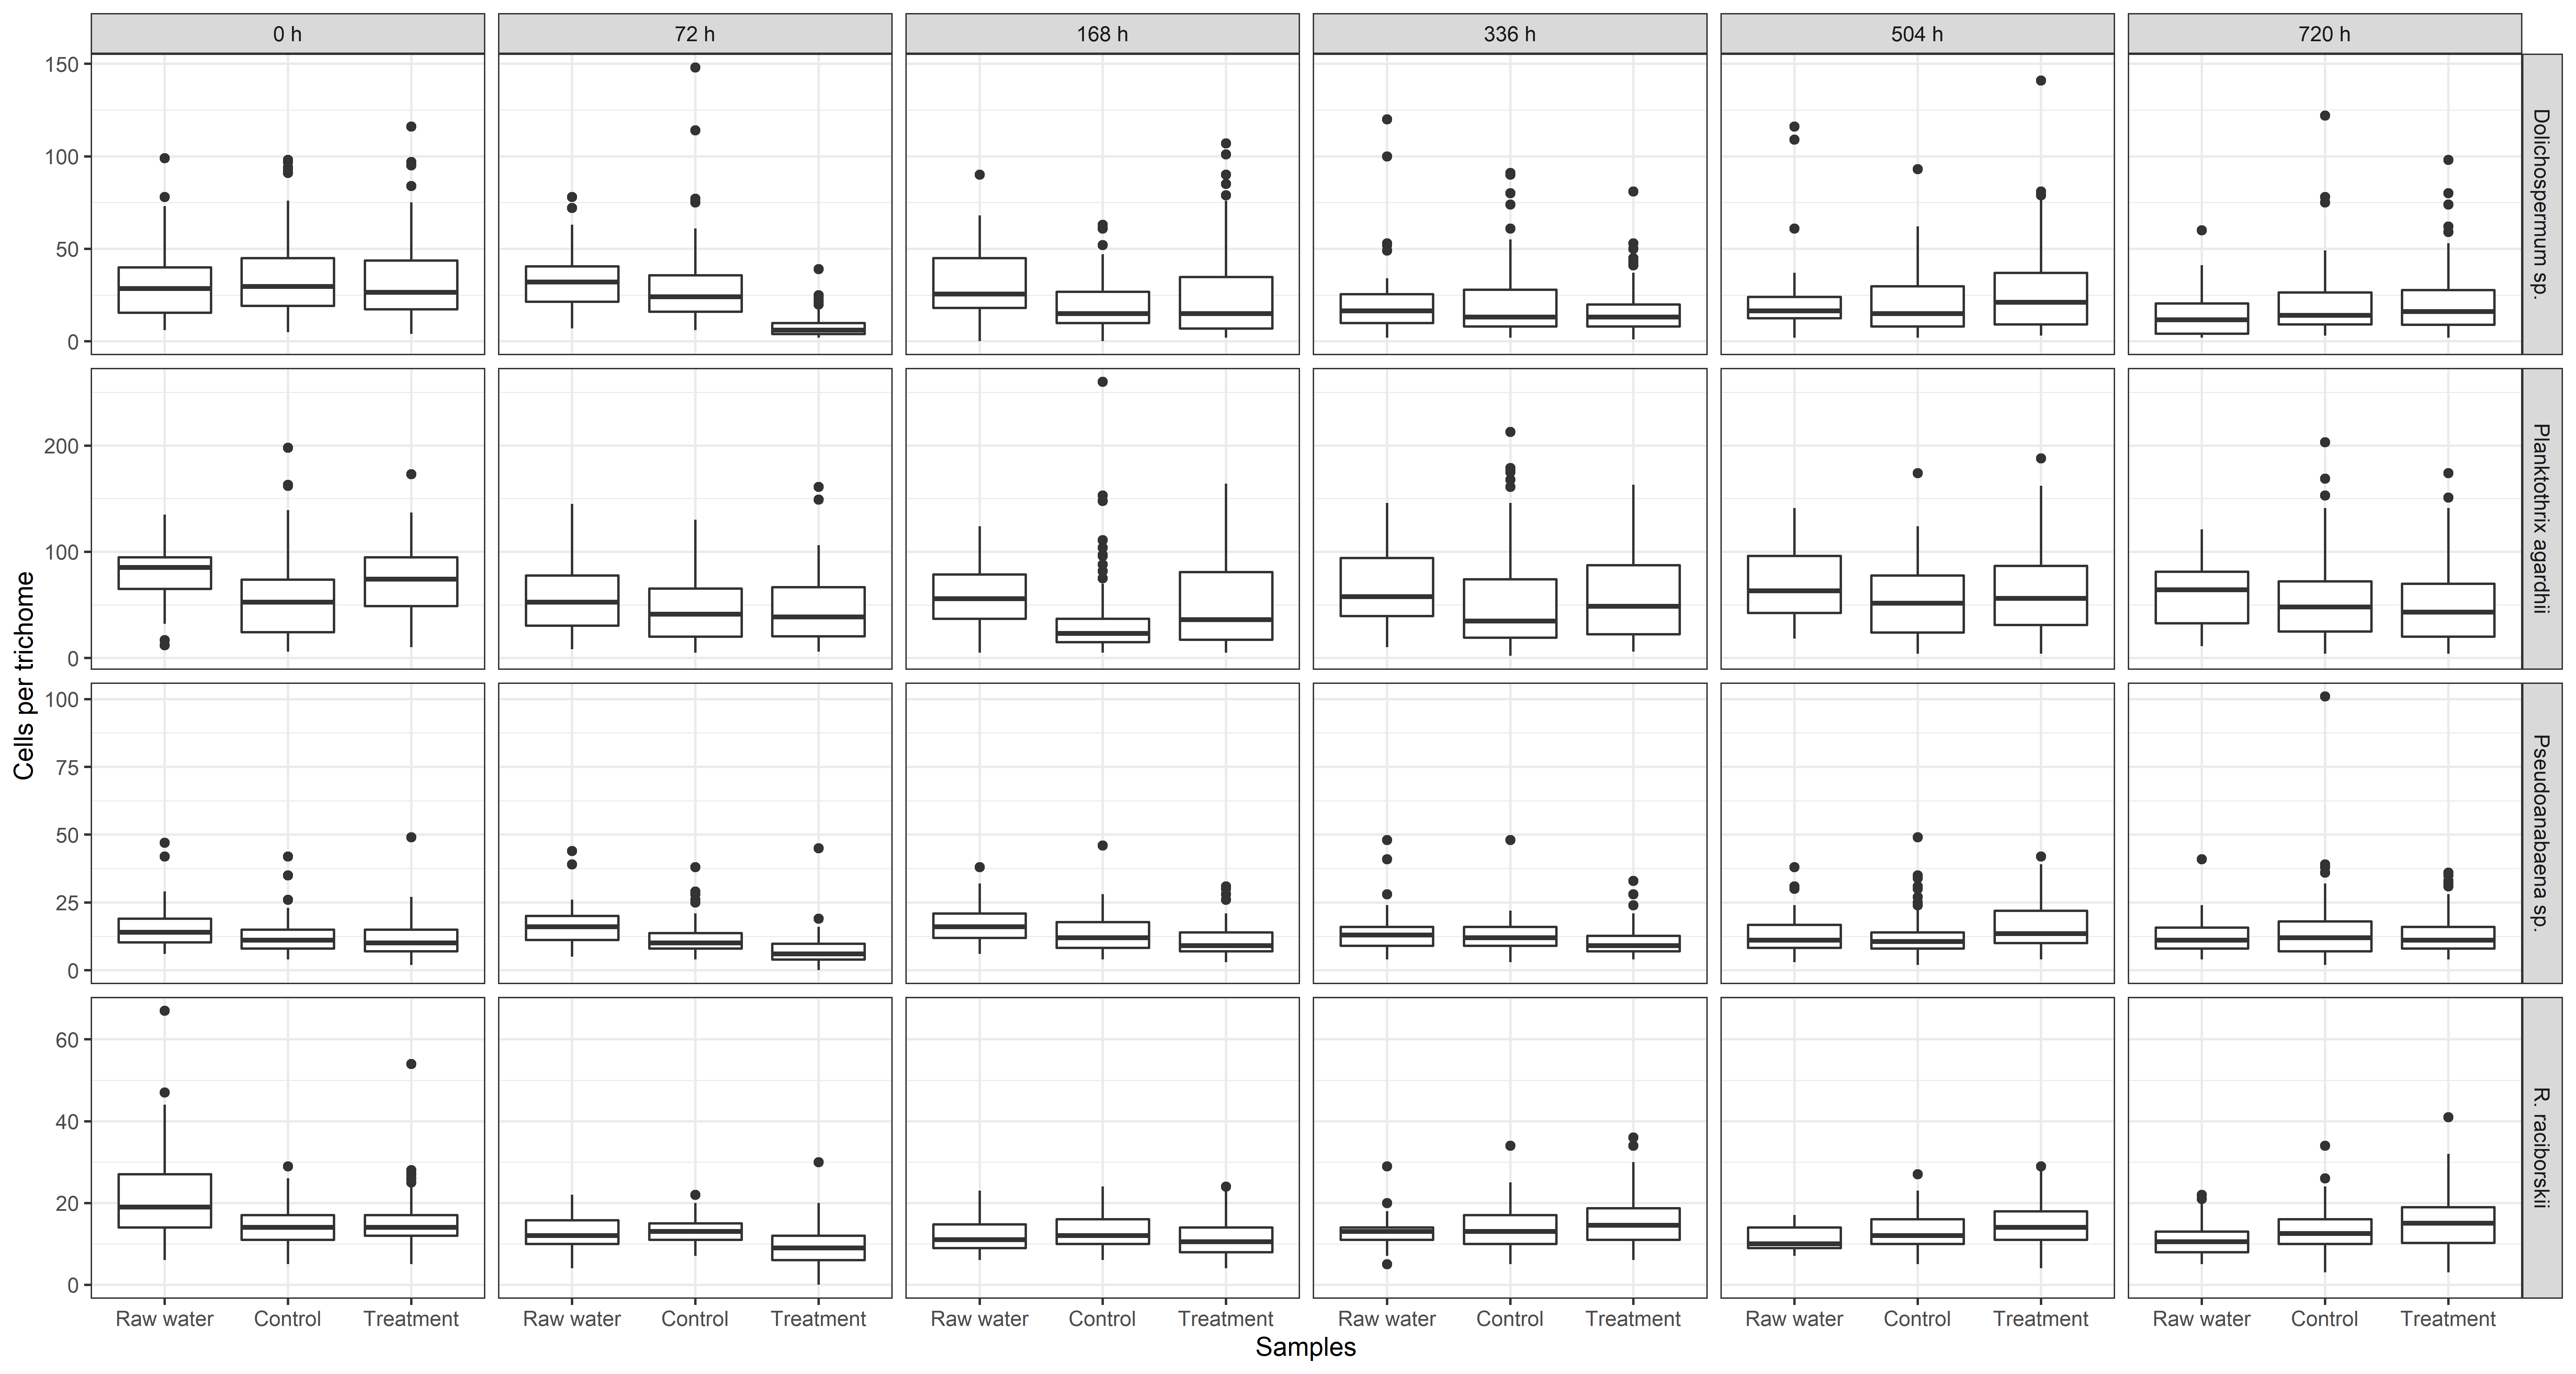 0 h
72 h
168 h
336 h
504 h
720 h
150
100
50
0
Dolichospermum sp.
200
100
0
Planktothrix agardhii
Cells per trichome
100
75
50
25
0
Pseudoanabaena sp.
60
40
20
0
R. raciborskii
Raw water Control Treatment
Raw water Control Treatment
Raw water Control Treatment
Raw water Control Treatment
Raw water Control Treatment
Raw water Control Treatment
Samples